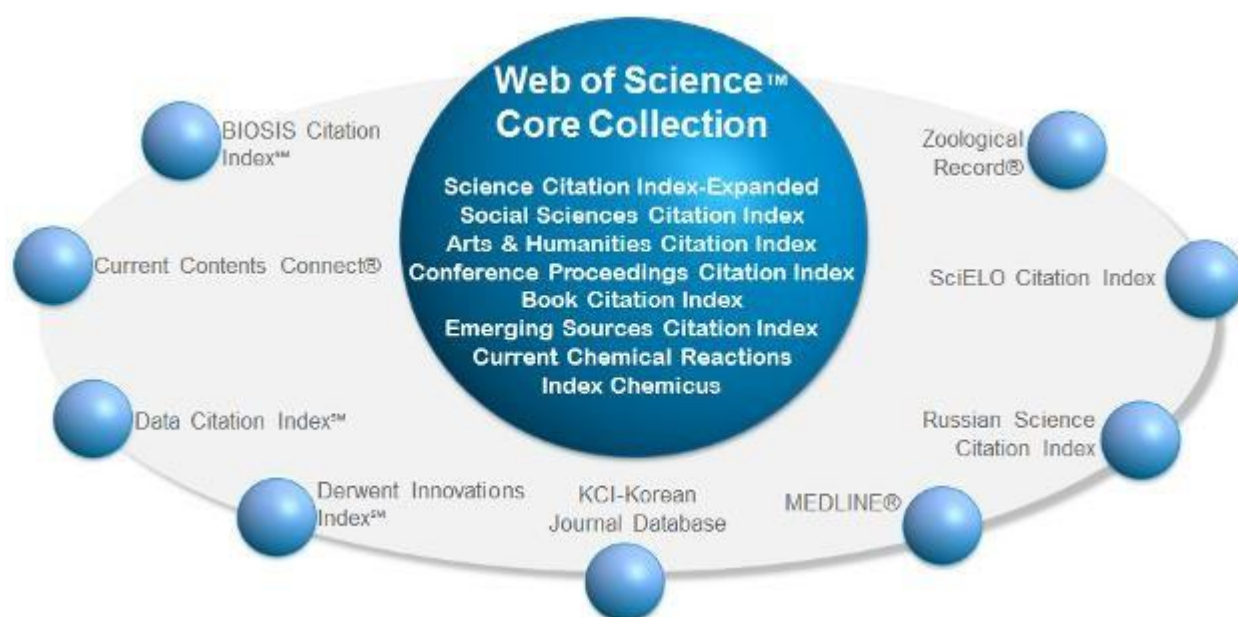 Web of Science™
Core Collection
Science Citation Index-Expanded
Social Sciences Citation Index
Arts & Humanities Citation Index
Conference Proceedings Citation Index
Book Citation Index
Emerging Sources Citation Index
Current Chemical Reactions
Index Chemicus
BIOSIS Citation
Index℠
Current Contents Connect®
Data Citation Index℠
Derwent Innovations
Index℠
KCI-Korean
Journal Database
MEDLINE®
Russian Science
Citation Index
SciELO Citation Index
Zoological
Record®